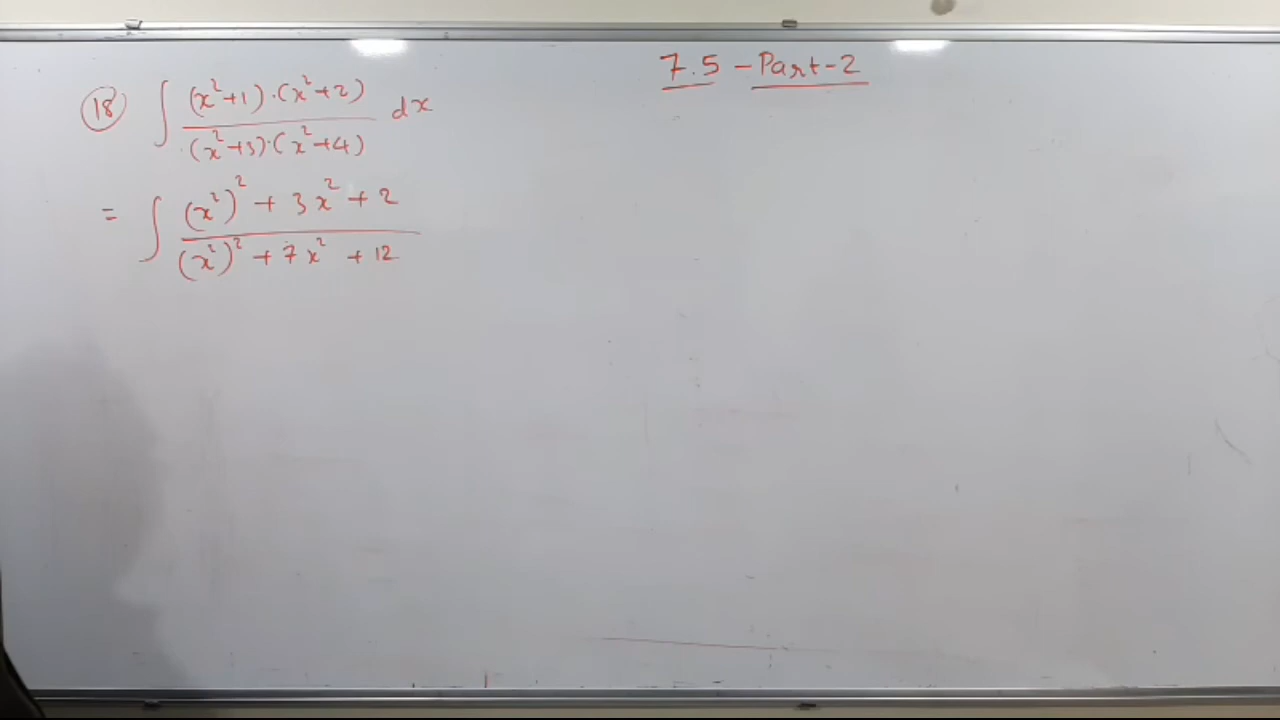 7.5 - Part-2
(18) ∫ (x²+1)·(x²+2) / (x²+3)·(x²+4) dx
= ∫ (x²)² + 3x² + 2 / (x²)² + 7x² + 12